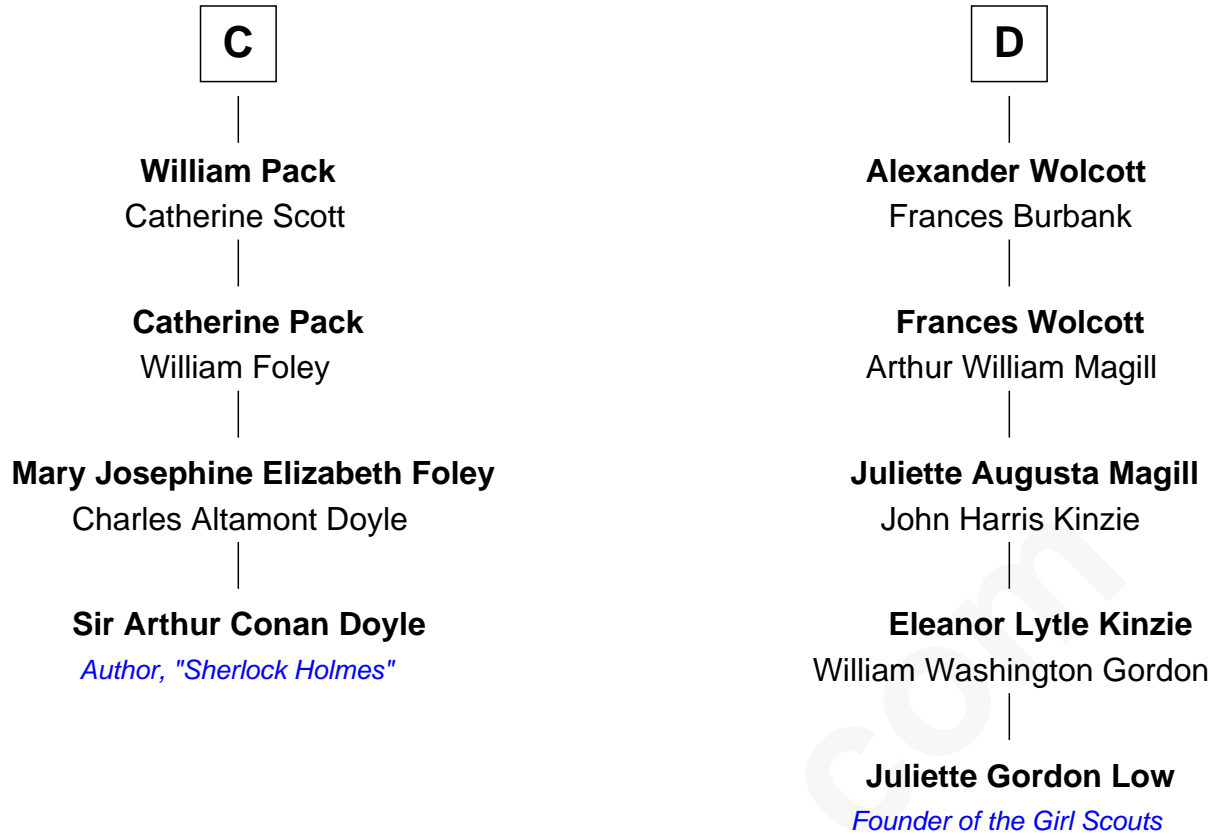 C
William Pack
Catherine Scott
Catherine Pack
William Foley
Mary Josephine Elizabeth Foley
Charles Altamont Doyle
Sir Arthur Conan Doyle
Author, "Sherlock Holmes"
D
Alexander Wolcott
Frances Burbank
Frances Wolcott
Arthur William Magill
Juliette Augusta Magill
John Harris Kinzie
Eleanor Lytle Kinzie
William Washington Gordon
Juliette Gordon Low
Founder of the Girl Scouts
com